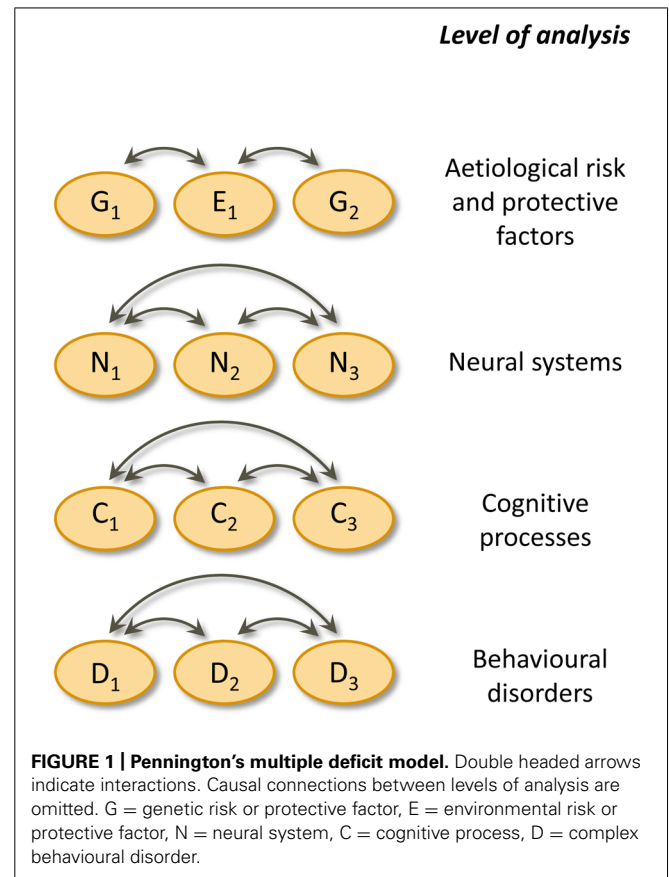 Level of analysis
G₁ E₁ G₂
Aetiological risk
and protective
factors
N₁ N₂ N₃
Neural systems
C₁ C₂ C₃
Cognitive
processes
D₁ D₂ D₃
Behavioural
disorders
FIGURE 1 | Pennington's multiple deficit model. Double headed arrows
indicate interactions. Causal connections between levels of analysis are
omitted. G = genetic risk or protective factor, E = environmental risk or
protective factor, N = neural system, C = cognitive process, D = complex
behavioural disorder.